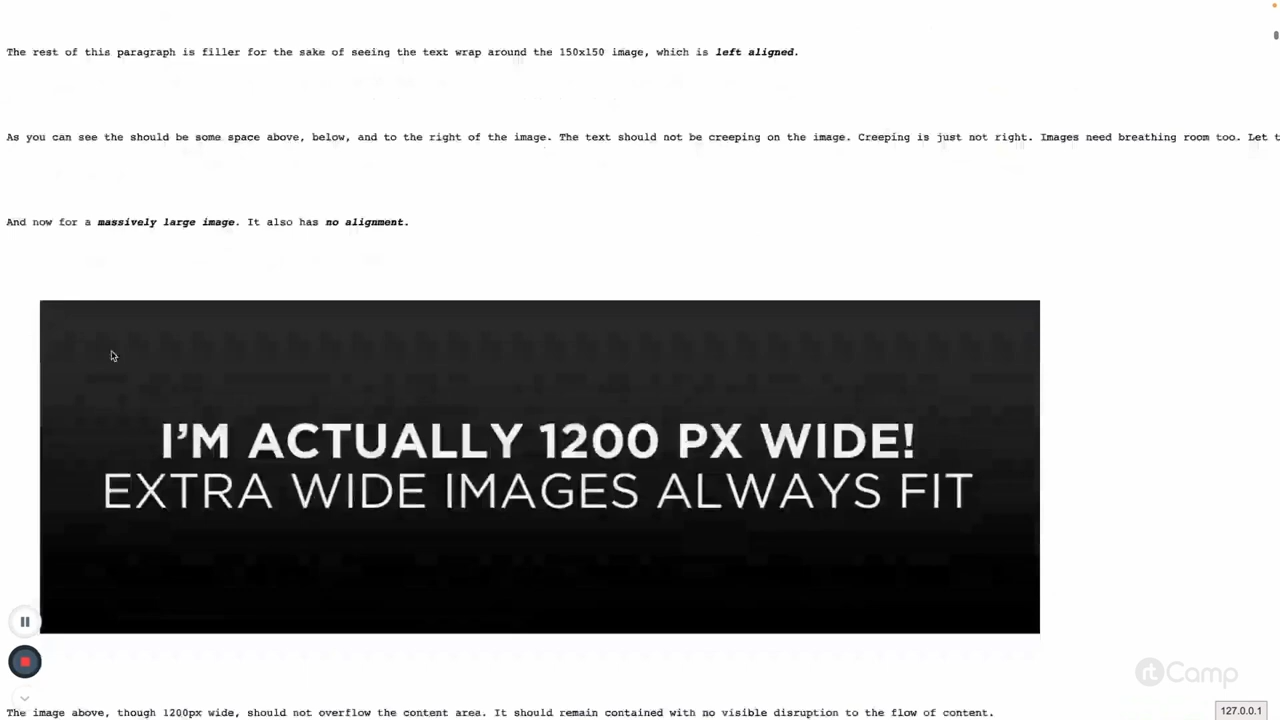 The rest of this paragraph is filler for the sake of seeing the text wrap around the 150x150 image, which is left aligned.
As you can see the should be some space above, below, and to the right of the image. The text should not be creeping on the image. Creeping is just not right. Images need breathing room too. Let t
And now for a massively large image. It also has no alignment.
I'M ACTUALLY 1200 PX WIDE!
EXTRA WIDE IMAGES ALWAYS FIT
rtCamp
127.0.0.1
The image above, though 1200px wide, should not overflow the content area. It should remain contained with no visible disruption to the flow of content.